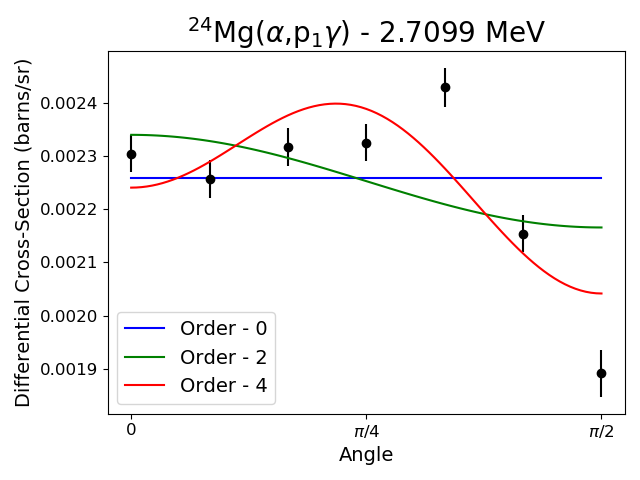 ²⁴Mg(α,p₁γ) - 2.7099 MeV
Differential Cross-Section (barns/sr)
0.0024
0.0023
0.0022
0.0021
0.0020
0.0019
Order - 0
Order - 2
Order - 4
0
π/4
π/2
Angle